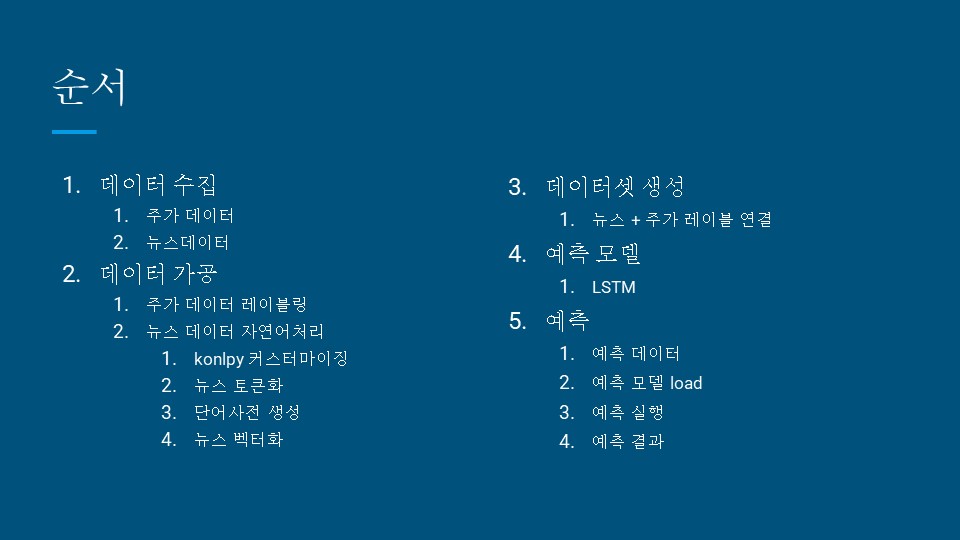 순서
1. 데이터 수집
1. 주가 데이터
2. 뉴스데이터
2. 데이터 가공
1. 주가 데이터 레이블링
2. 뉴스 데이터 자연어처리
1. konlpy 커스터마이징
2. 뉴스 토큰화
3. 단어사전 생성
4. 뉴스 벡터화
3. 데이터셋 생성
1. 뉴스 + 주가 레이블 연결
4. 예측 모델
1. LSTM
5. 예측
1. 예측 데이터
2. 예측 모델 load
3. 예측 실행
4. 예측 결과